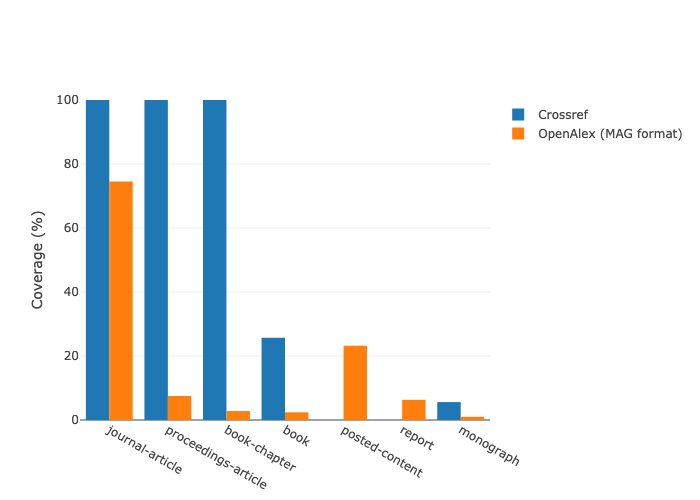 100
80
60
40
20
0
Coverage (%)
journal-article
proceedings-article
book-chapter
book
posted-content
report
monograph
Crossref
OpenAlex (MAG format)